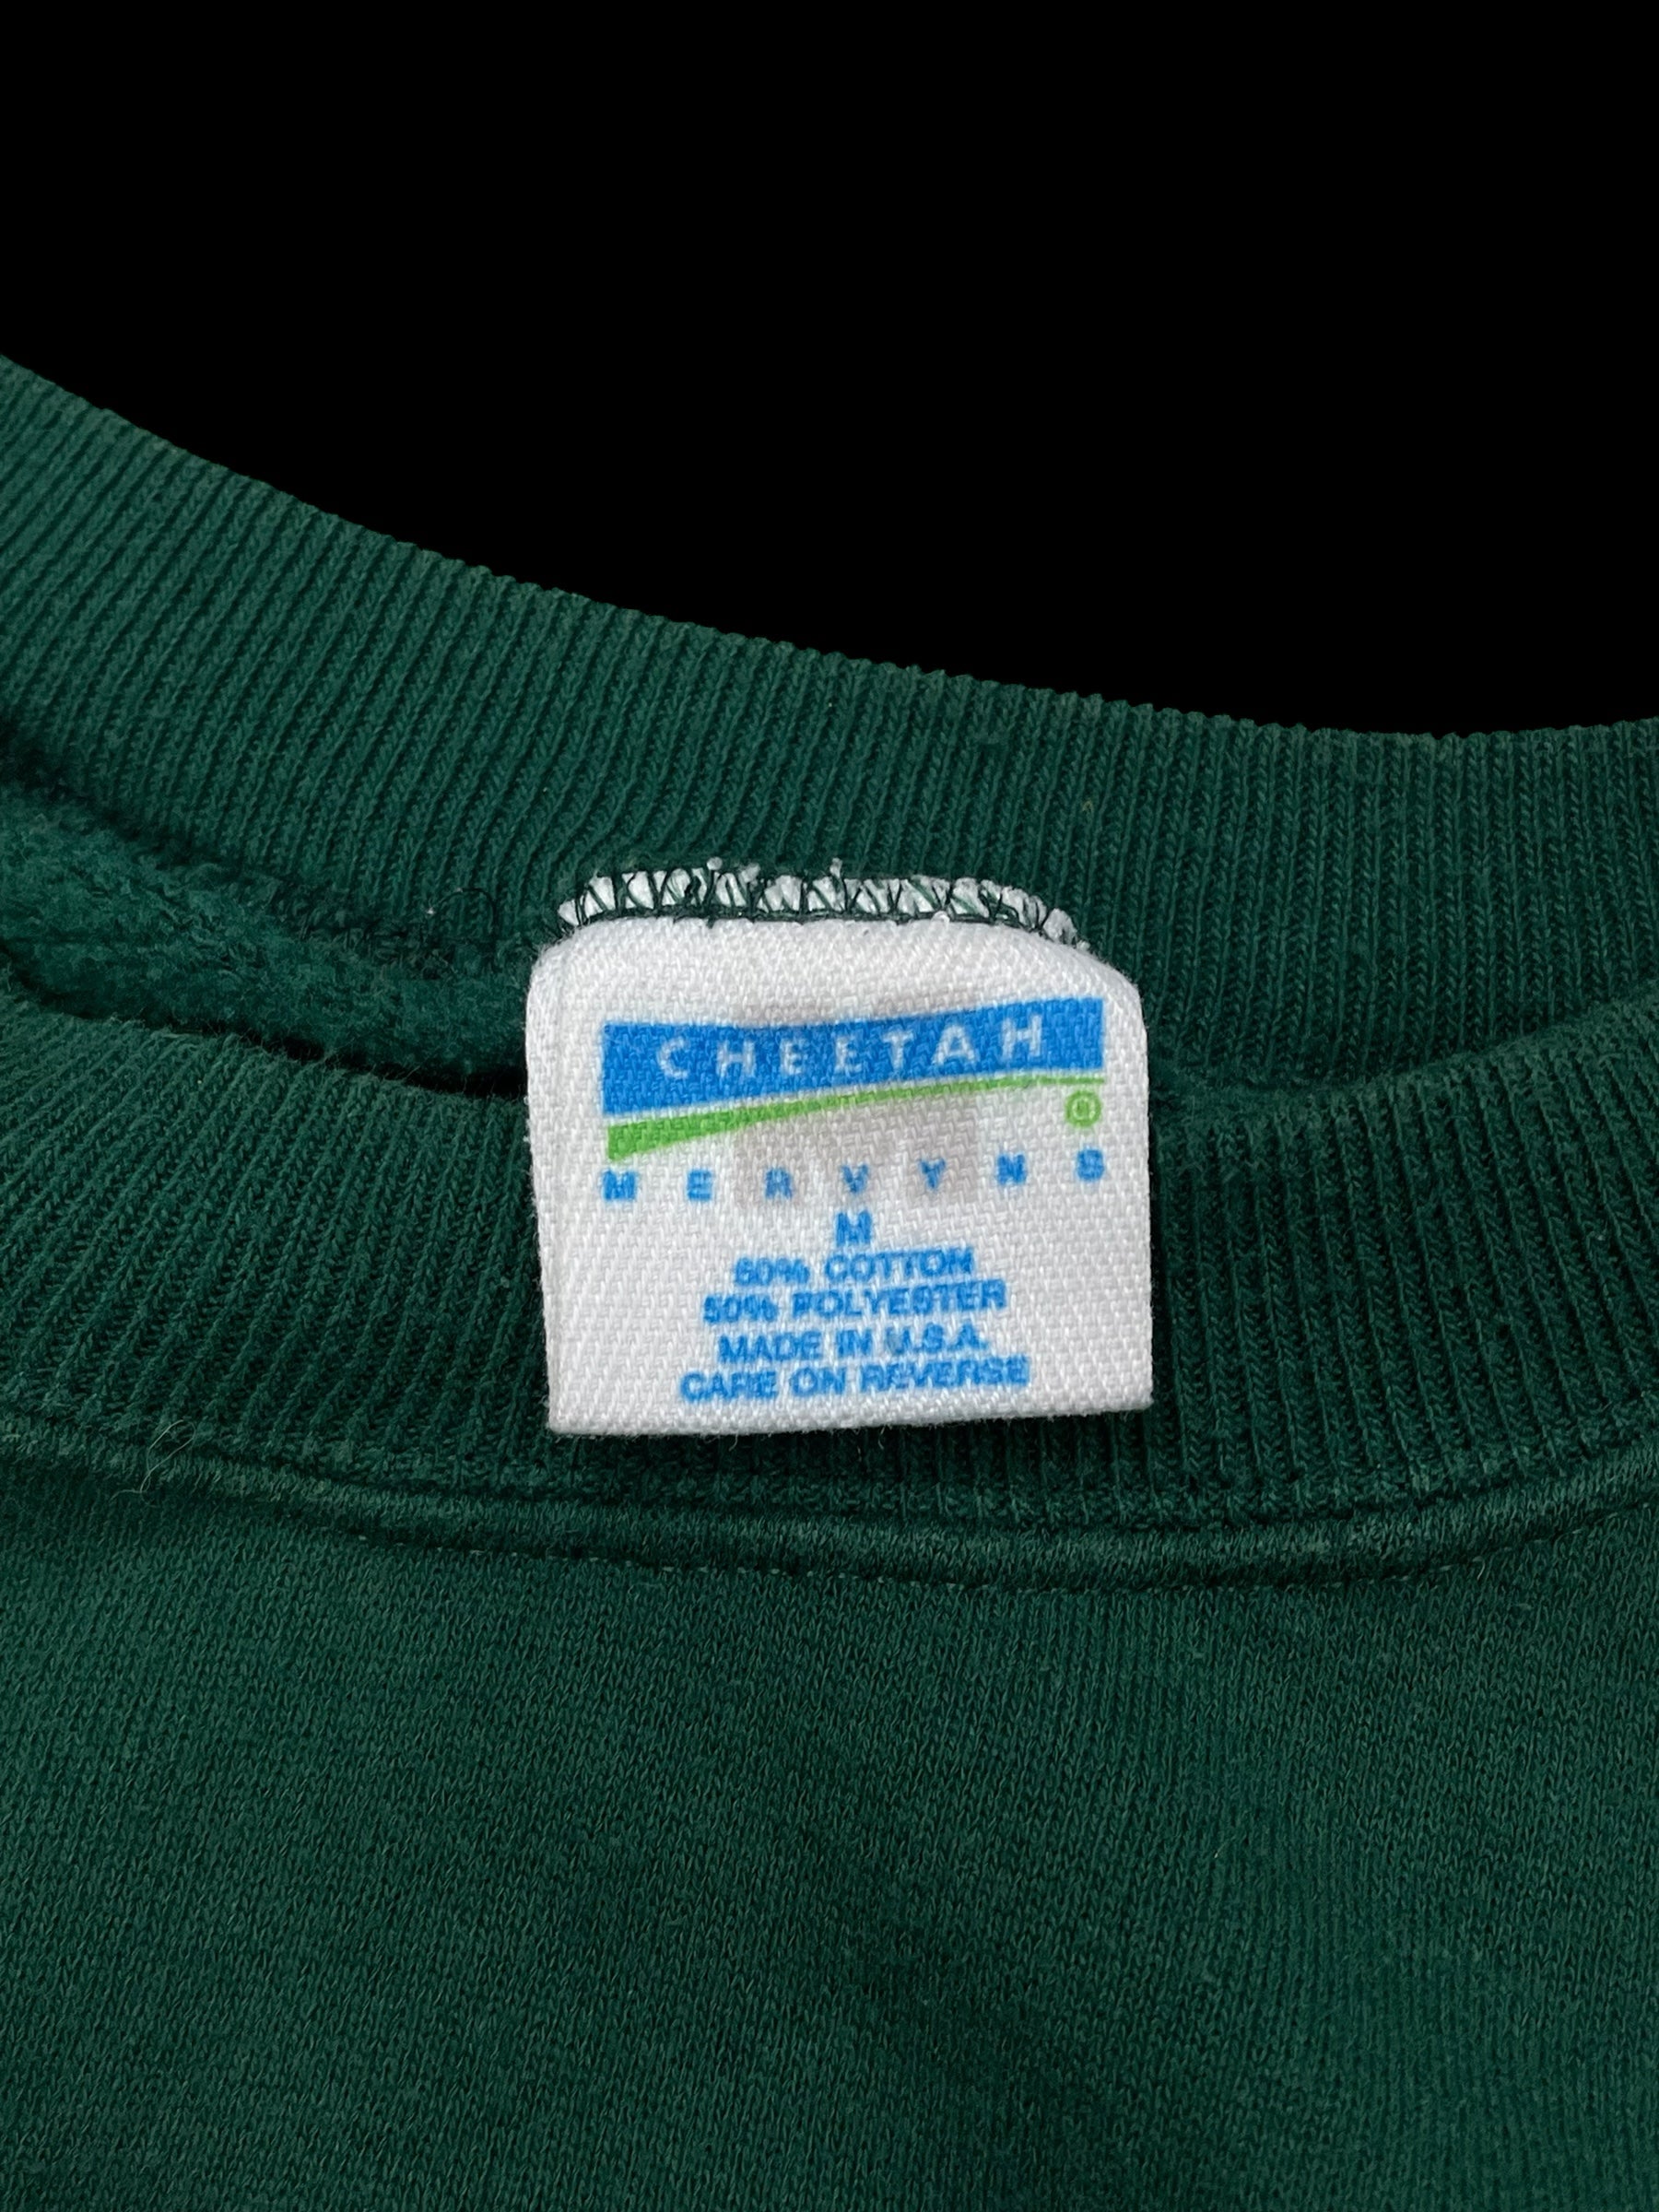 CHEETAH
®
MERVYNS
M
50% COTTON
50% POLYESTER
MADE IN U.S.A.
CARE ON REVERSE